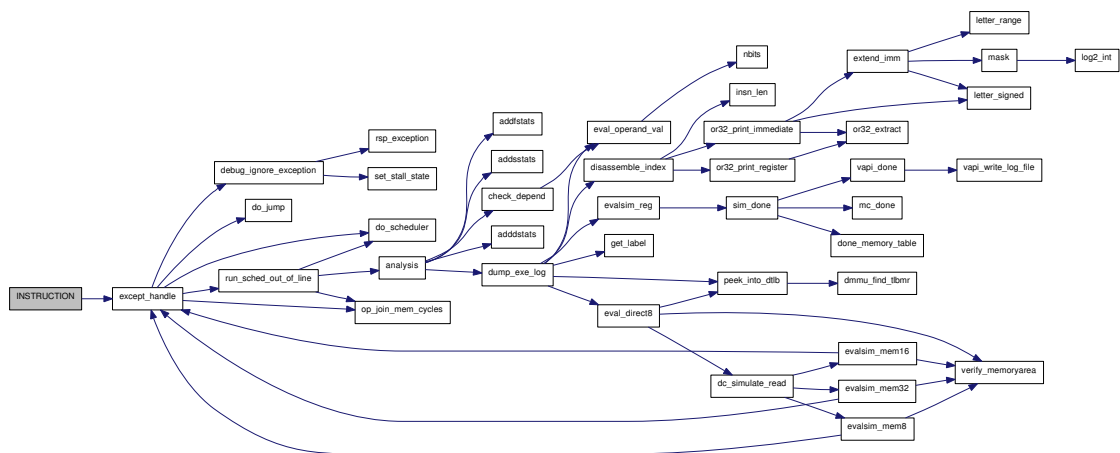 letter_range
nbits
extend_imm
mask
log2_int
insn_len
letter_signed
addfstats
eval_operand_val
or32_print_immediate
or32_extract
rsp_exception
addsstats
disassemble_index
or32_print_register
vapi_done
vapi_write_log_file
debug_ignore_exception
set_stall_state
check_depend
evalsim_reg
sim_done
mc_done
do_jump
do_scheduler
adddstats
get_label
done_memory_table
run_sched_out_of_line
analysis
dump_exe_log
peek_into_dtlb
dmmu_find_tlbmr
INSTRUCTION
except_handle
op_join_mem_cycles
eval_direct8
evalsim_mem16
verify_memoryarea
dc_simulate_read
evalsim_mem32
evalsim_mem8